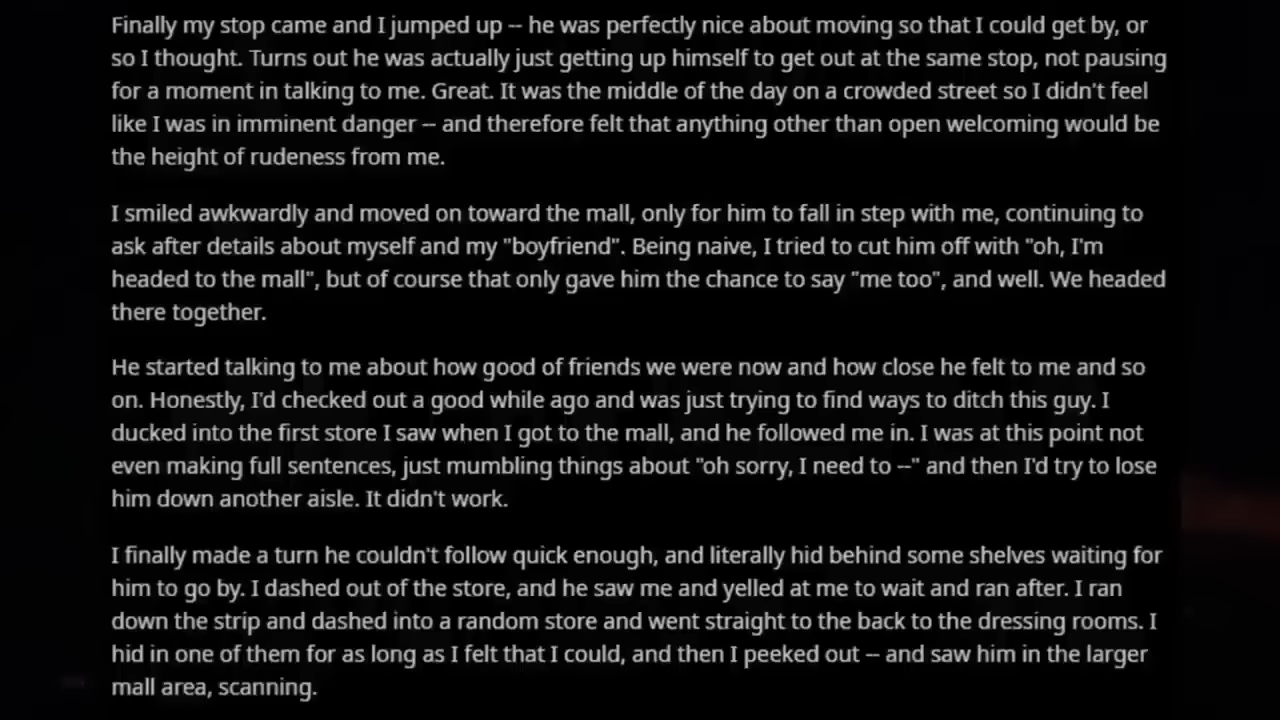 Finally my stop came and I jumped up -- he was perfectly nice about moving so that I could get by, or
so I thought. Turns out he was actually just getting up himself to get out at the same stop, not pausing
for a moment in talking to me. Great. It was the middle of the day on a crowded street so I didn't feel
like I was in imminent danger -- and therefore felt that anything other than open welcoming would be
the height of rudeness from me.
I smiled awkwardly and moved on toward the mall, only for him to fall in step with me, continuing to
ask after details about myself and my "boyfriend". Being naive, I tried to cut him off with "oh, I'm
headed to the mall", but of course that only gave him the chance to say "me too", and well. We headed
there together.
He started talking to me about how good of friends we were now and how close he felt to me and so
on. Honestly, I'd checked out a good while ago and was just trying to find ways to ditch this guy. I
ducked into the first store I saw when I got to the mall, and he followed me in. I was at this point not
even making full sentences, just mumbling things about "oh sorry, I need to --" and then I'd try to lose
him down another aisle. It didn't work.
I finally made a turn he couldn't follow quick enough, and literally hid behind some shelves waiting for
him to go by. I dashed out of the store, and he saw me and yelled at me to wait and ran after. I ran
down the strip and dashed into a random store and went straight to the back to the dressing rooms. I
hid in one of them for as long as I felt that I could, and then I peeked out -- and saw him in the larger
mall area, scanning.